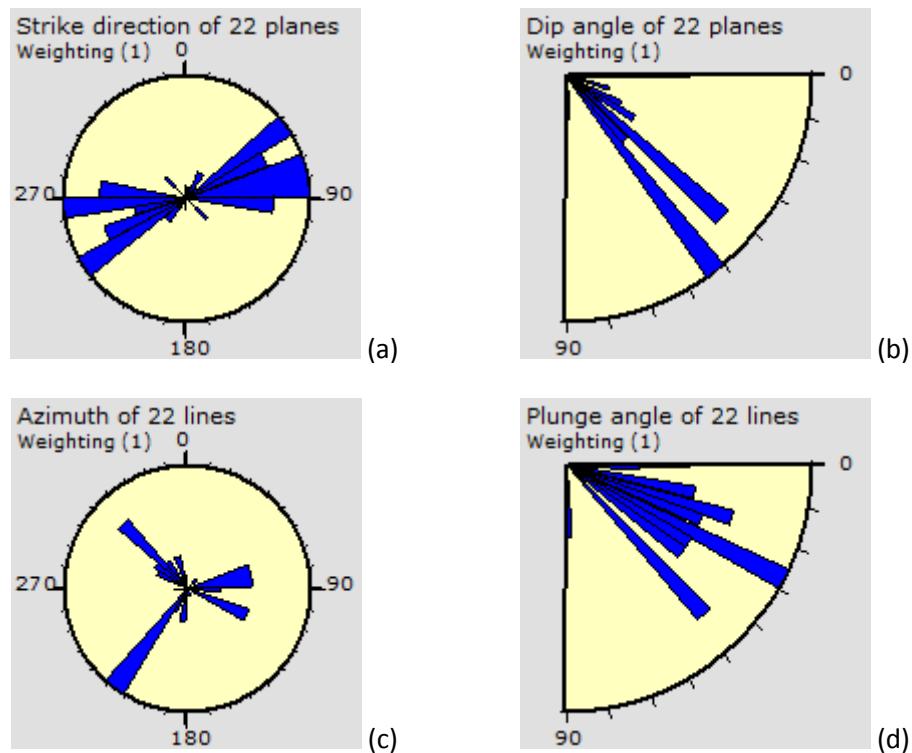 Strike direction of 22 planes
Weighting (1)
0
270
90
180
(a)
Dip angle of 22 planes
Weighting (1)
0
90
(b)
Azimuth of 22 lines
Weighting (1)
0
270
90
180
(c)
Plunge angle of 22 lines
Weighting (1)
0
90
(d)